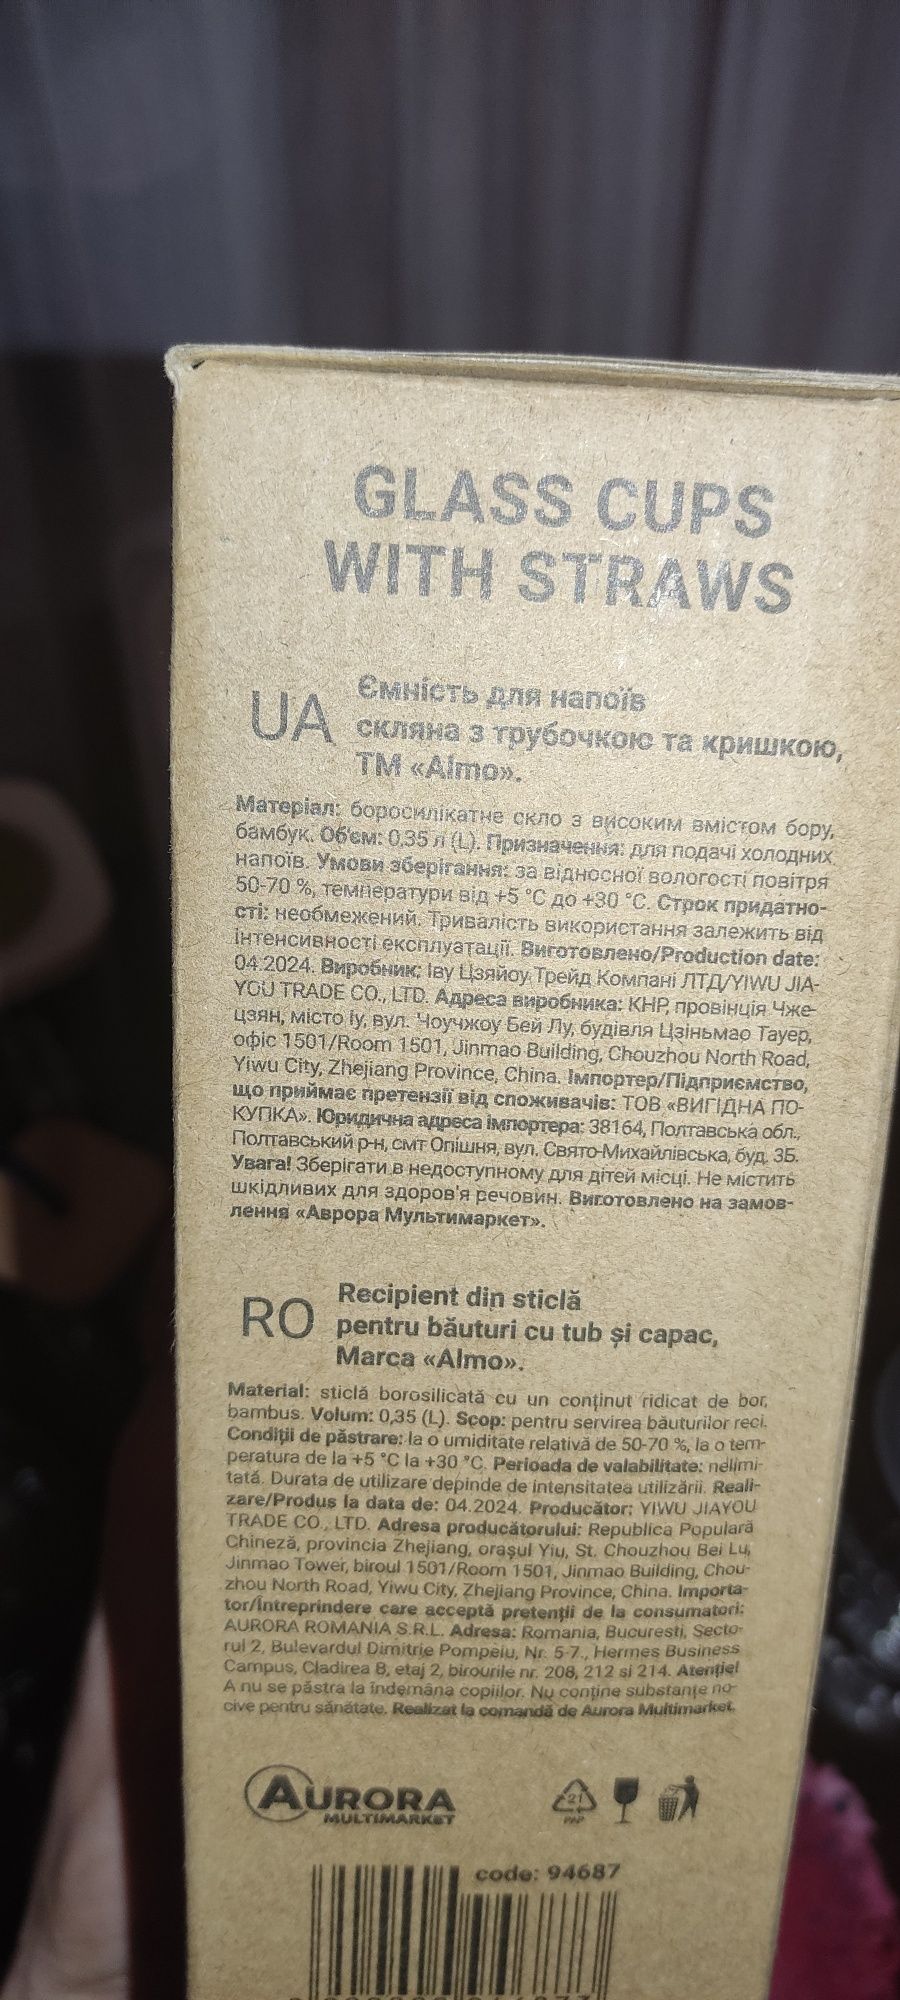 GLASS CUPS
WITH STRAWS
UA
Ємність для напоїв
скляна з трубочкою та кришкою,
ТМ «Almo».
Матеріал: боросилікатне скло з високим вмістом бору,
бамбук. Об'єм: 0,35 л (L). Призначення: для подачі холодних
напоїв. Умови зберігання: за відносної вологості повітря
50-70 %, температури від +5 °C до +30 °C. Строк придатно-
сті: необмежений. Тривалість використання залежить від
інтенсивності експлуатації. Виготовлено/Production date:
04.2024. Виробник: Іву Цзяйоу Трейд Компані ЛТД/YIWU JIA-
YOU TRADE CO., LTD. Адреса виробника: КНР, провінція Чже-
цзян, місто Іу, вул. Чоучжоу Бей Лу, будівля Цзіньмао Тауер,
офіс 1501/Room 1501, Jinmao Building, Chouzhou North Road,
Yiwu City, Zhejiang Province, China. Імпортер/Підприємство,
що приймає претензії від споживачів: ТОВ «ВИГІДНА ПО-
КУПКА». Юридична адреса імпортера: 38164, Полтавська обл.,
Полтавський р-н, смт Опішня, вул. Свято-Михайлівська, буд. 3Б.
Увага! Зберігати в недоступному для дітей місці. Не містить
шкідливих для здоров'я речовин. Виготовлено на замов-
лення «Аврора Мультимаркет».
RO
Recipient din sticlă
pentru băuturi cu tub și capac,
Marca «Almo».
Material: sticlă borosilicată cu un conținut ridicat de bor,
bambus. Volum: 0,35 (L). Scop: pentru servirea băuturilor reci.
Condiții de păstrare: la o umiditate relativă de 50-70 %, la o tem-
peratura de la +5 °C la +30 °C. Perioada de valabilitate: nelimi-
tată. Durata de utilizare depinde de intensitatea utilizării. Reali-
zare/Produs la data de: 04.2024. Producător: YIWU JIAYOU
TRADE CO., LTD. Adresa producătorului: Republica Populară
Chineză, provincia Zhejiang, orașul Yiu, St. Chouzhou Bei Lu,
Jinmao Tower, biroul 1501/Room 1501, Jinmao Building, Chou-
zhou North Road, Yiwu City, Zhejiang Province, China. Importa-
tor/Întreprindere care acceptă pretenții de la consumatori:
AURORA ROMANIA S.R.L. Adresa: Romania, Bucuresti, Secto-
rul 2, Bulevardul Dimitrie Pompeiu, Nr. 5-7., Hermes Business
Campus, Cladirea B, etaj 2, birourile nr. 208, 212 si 214. Atenție!
A nu se păstra la îndemâna copiilor. Nu conține substanțe no-
cive pentru sănătate. Realizat la comandă de Aurora Multimarket.
AURORA
MULTIMARKET
21
PAP
code: 94687